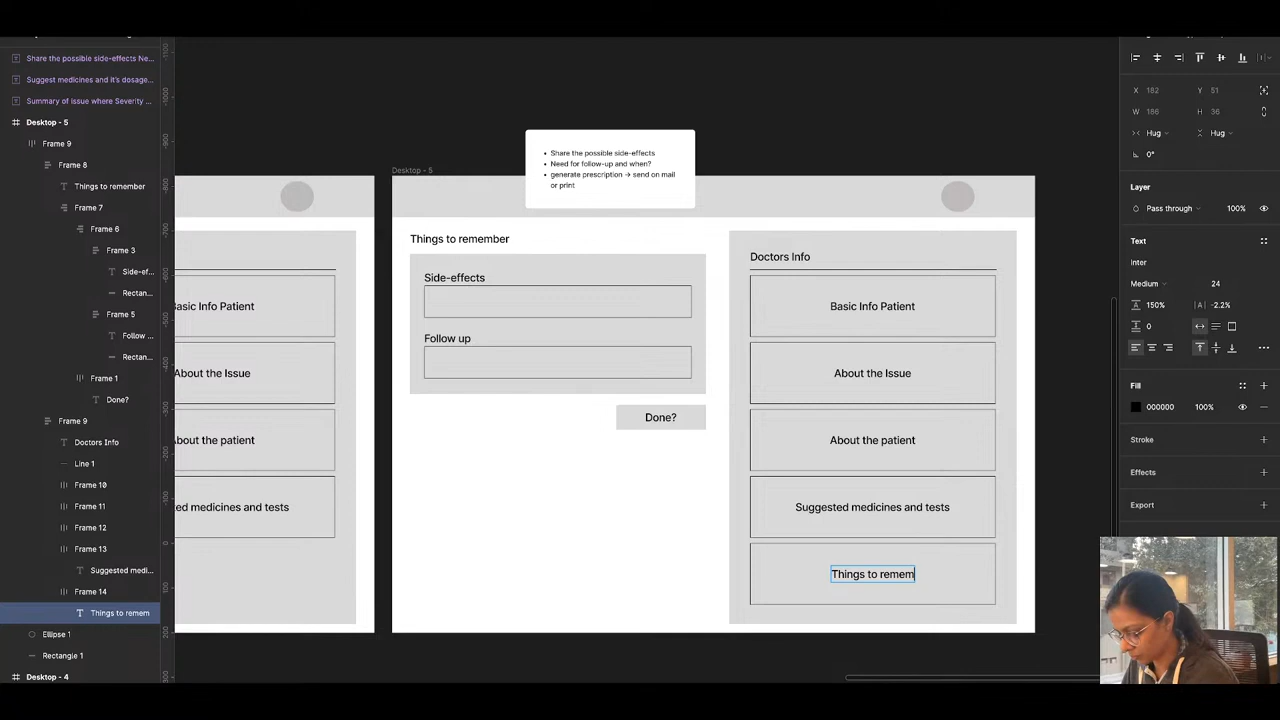 Share the possible side-effects Ne...
Suggest medicines and it's dosage...
Summary of issue where Severity ...
Desktop - 5
Frame 9
Frame 8
Things to remember
Frame 7
Frame 6
Frame 3
Side-ef...
Rectan...
Frame 5
Follow ...
Rectan...
Frame 1
Done?
Frame 9
Doctors Info
Line 1
Frame 10
Frame 11
Frame 12
Frame 13
Suggested medi...
Frame 14
Things to remem
Ellipse 1
Rectangle 1
Desktop - 4
Basic Info Patient
About the Issue
About the patient
ed medicines and tests
Desktop - 5
• Share the possible side-effects
• Need for follow-up and when?
• generate prescription → send on mail
or print
Things to remember
Side-effects
Follow up
Done?
Doctors Info
Basic Info Patient
About the Issue
About the patient
Suggested medicines and tests
Things to remem
X 182 Y 51
W 186 H 36
Hug Hug
0°
Layer
Pass through 100%
Text
Inter
Medium 24
150% -2.2%
0
Fill
000000 100%
Stroke
Effects
Export